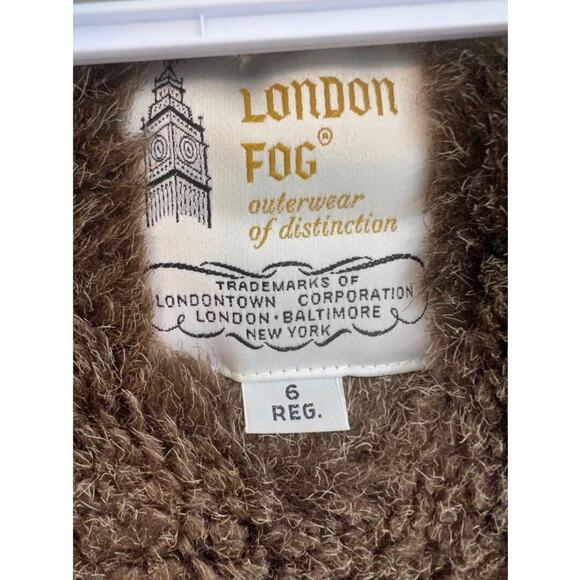 LONDON
FOG®
outerwear
of distinction
TRADEMARKS OF
LONDONTOWN CORPORATION
LONDON·BALTIMORE
NEW YORK
6
REG.